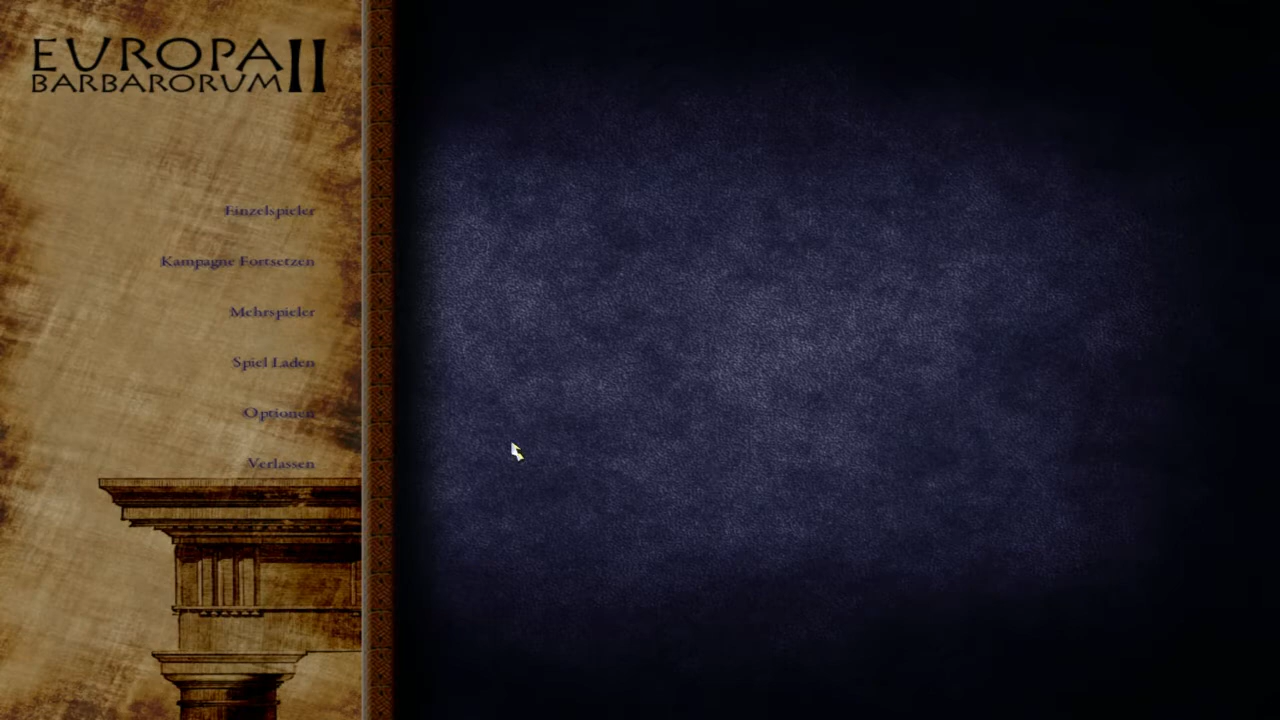 EUROPA II
BARBARORUM
Einzelspieler
Kampagne Fortsetzen
Mehrspieler
Spiel Laden
Optionen
Verlassen